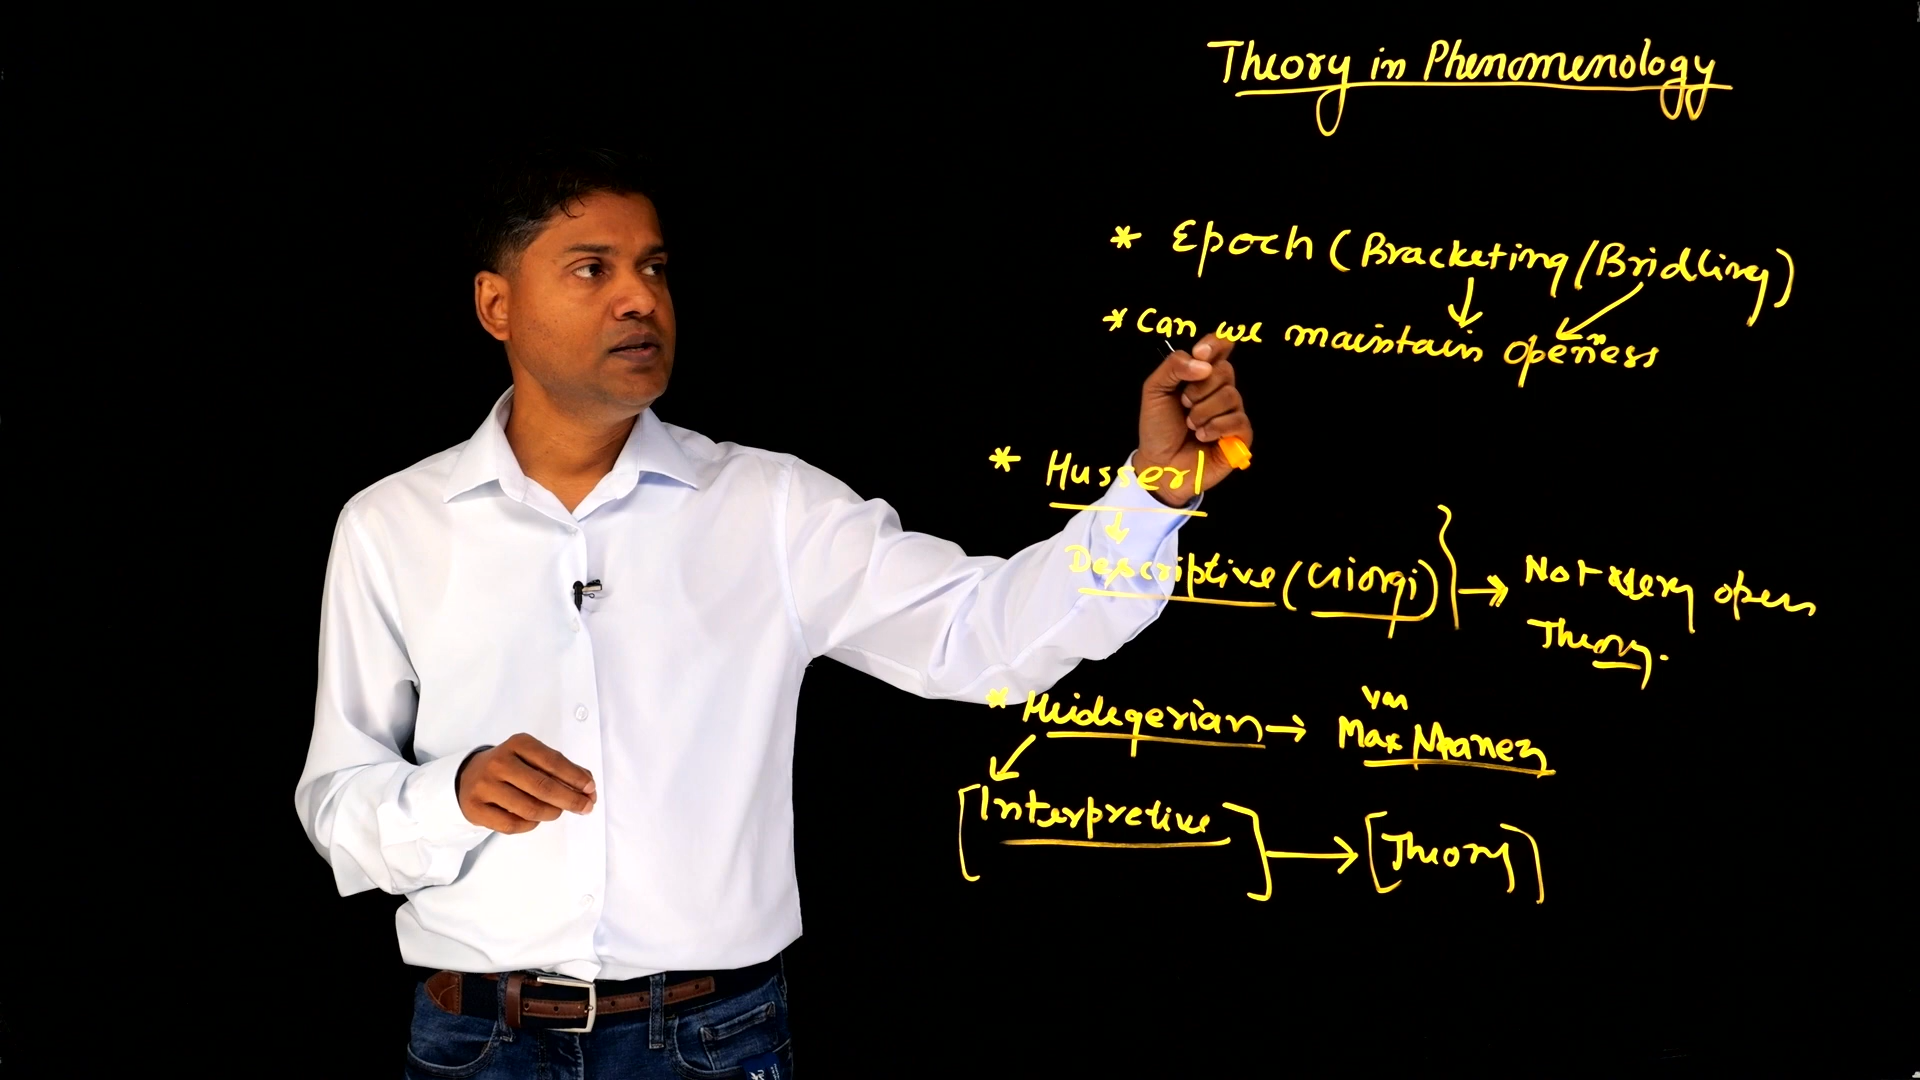 Theory in Phenomenology
* Epoch (Bracketing/Bridling)
* Can we maintain openness
* Husserl
Descriptive (Giorgi) → Not very open
Theory.
* Heidegerian → Max van Manen
[Interpretive] → [Theory]